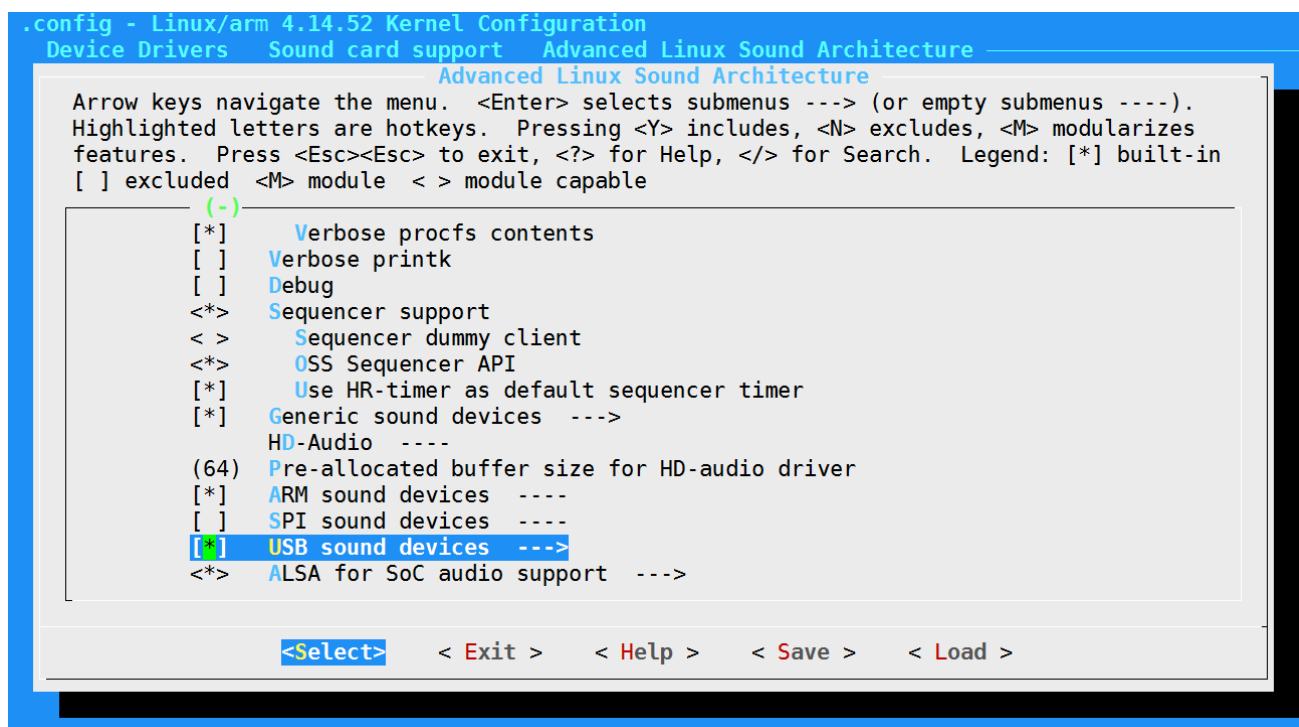 .config - Linux/arm 4.14.52 Kernel Configuration
Device Drivers   Sound card support   Advanced Linux Sound Architecture
Advanced Linux Sound Architecture
Arrow keys navigate the menu.  <Enter> selects submenus ---> (or empty submenus ----).
Highlighted letters are hotkeys.  Pressing <Y> includes, <N> excludes, <M> modularizes
features.  Press <Esc><Esc> to exit, <?> for Help, </> for Search.  Legend: [*] built-in
[ ] excluded  <M> module  < > module capable
(-)
[*]     Verbose procfs contents
[ ]   Verbose printk
[ ]   Debug
<*>   Sequencer support
< >     Sequencer dummy client
<*>     OSS Sequencer API
[*]     Use HR-timer as default sequencer timer
[*]   Generic sound devices  --->
HD-Audio  ----
(64)  Pre-allocated buffer size for HD-audio driver
[*]   ARM sound devices  ----
[ ]   SPI sound devices  ----
[*]   USB sound devices  --->
<*>   ALSA for SoC audio support  --->
<Select>    < Exit >    < Help >    < Save >    < Load >